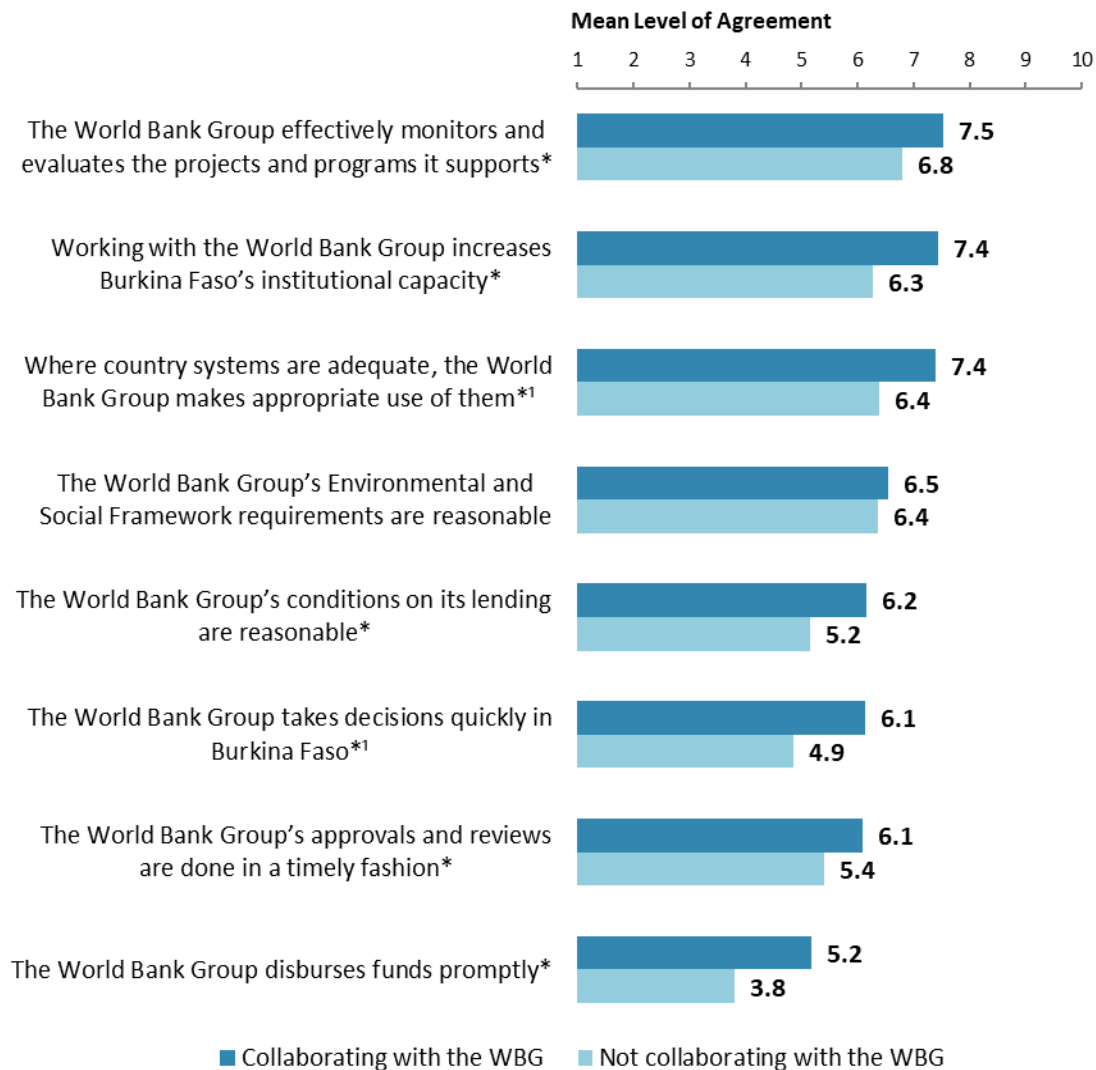 Mean Level of Agreement
1 2 3 4 5 6 7 8 9 10
The World Bank Group effectively monitors and
evaluates the projects and programs it supports*
7.5
6.8
Working with the World Bank Group increases
Burkina Faso’s institutional capacity*
7.4
6.3
Where country systems are adequate, the World
Bank Group makes appropriate use of them*¹
7.4
6.4
The World Bank Group’s Environmental and
Social Framework requirements are reasonable
6.5
6.4
The World Bank Group’s conditions on its lending
are reasonable*
6.2
5.2
The World Bank Group takes decisions quickly in
Burkina Faso*¹
6.1
4.9
The World Bank Group’s approvals and reviews
are done in a timely fashion*
6.1
5.4
The World Bank Group disburses funds promptly*
5.2
3.8
Collaborating with the WBG Not collaborating with the WBG